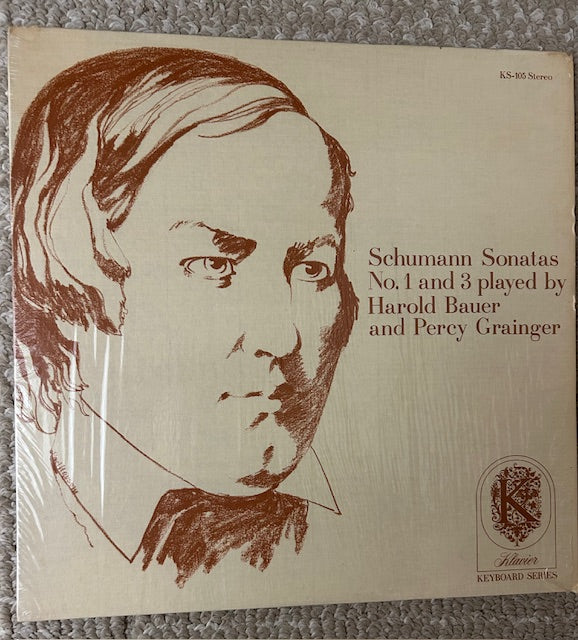 KS-105 Stereo
Schumann Sonatas
No. 1 and 3 played by
Harold Bauer
and Percy Grainger
K
Klavier
KEYBOARD SERIES